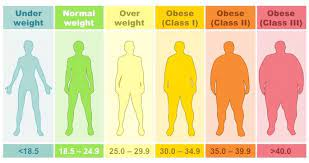 Under
weight
Normal
weight
Over
weight
Obese
(Class I)
Obese
(Class II)
Obese
(Class III)
<18.5
18.5 – 24.9
25.0 – 29.9
30.0 – 34.9
35.0 – 39.9
>40.0